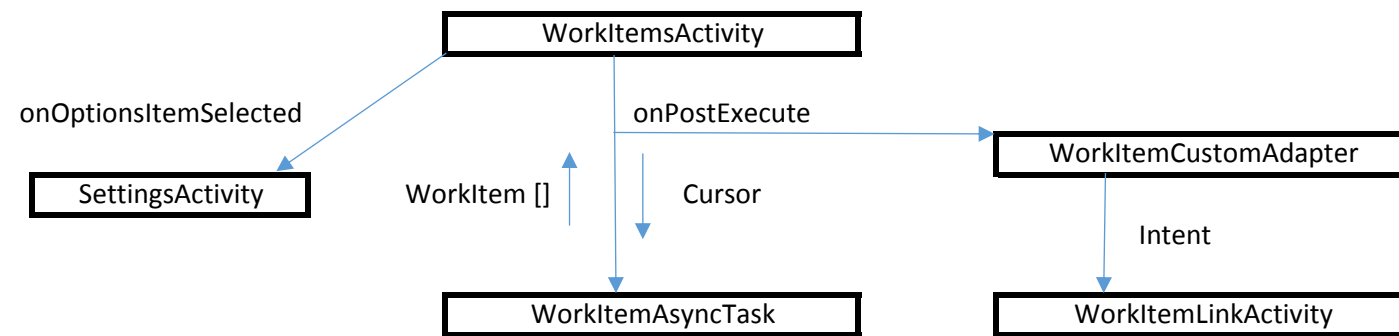 WorkItemsActivity
onOptionsItemSelected
onPostExecute
WorkItemCustomAdapter
SettingsActivity
WorkItem []
Cursor
Intent
WorkItemAsyncTask
WorkItemLinkActivity